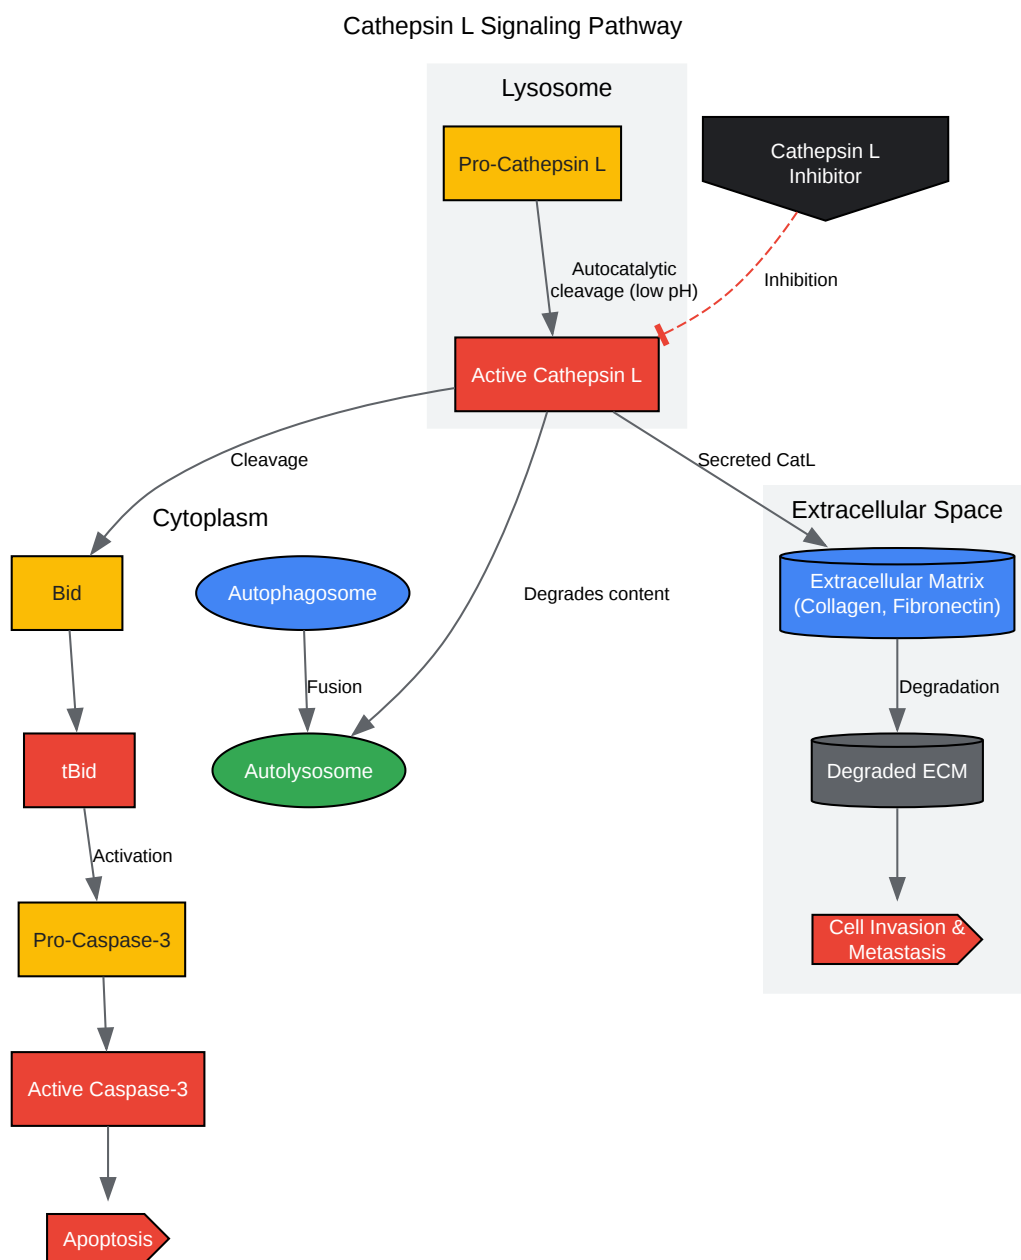 Cathepsin L Signaling Pathway
Lysosome
Pro-Cathepsin L
Cathepsin L
Inhibitor
Autocatalytic
cleavage (low pH)
Inhibition
Active Cathepsin L
Cleavage
Secreted CatL
Cytoplasm
Extracellular Space
Bid
Autophagosome
Degrades content
Extracellular Matrix
(Collagen, Fibronectin)
Fusion
Degradation
tBid
Autolysosome
Degraded ECM
Activation
Pro-Caspase-3
Cell Invasion &
Metastasis
Active Caspase-3
Apoptosis